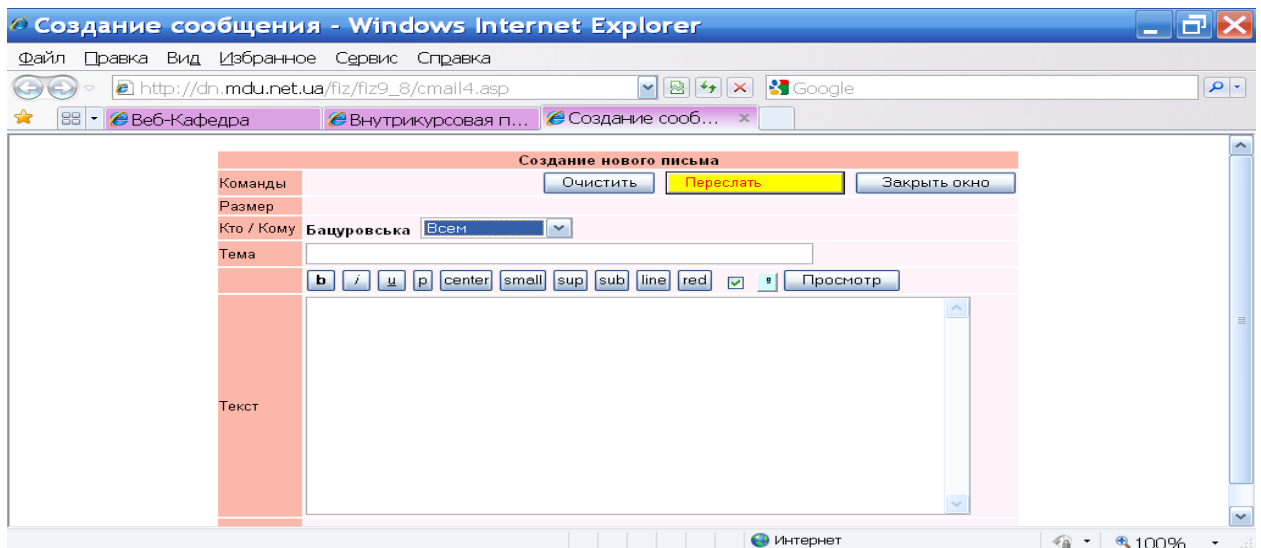 Создание сообщения - Windows Internet Explorer
Файл Правка Вид Избранное Сервис Справка
http://dn.mdu.net.ua/fiz/fiz9_8/cmail4.asp Google
Веб-Кафедра Внутрикурсовая п... Создание сооб...
Создание нового письма
Команды Очистить Переслать Закрыть окно
Размер
Кто / Кому Бацуровська Всем
Тема
b i u p center small sup sub line red Просмотр
Текст
Интернет 100%